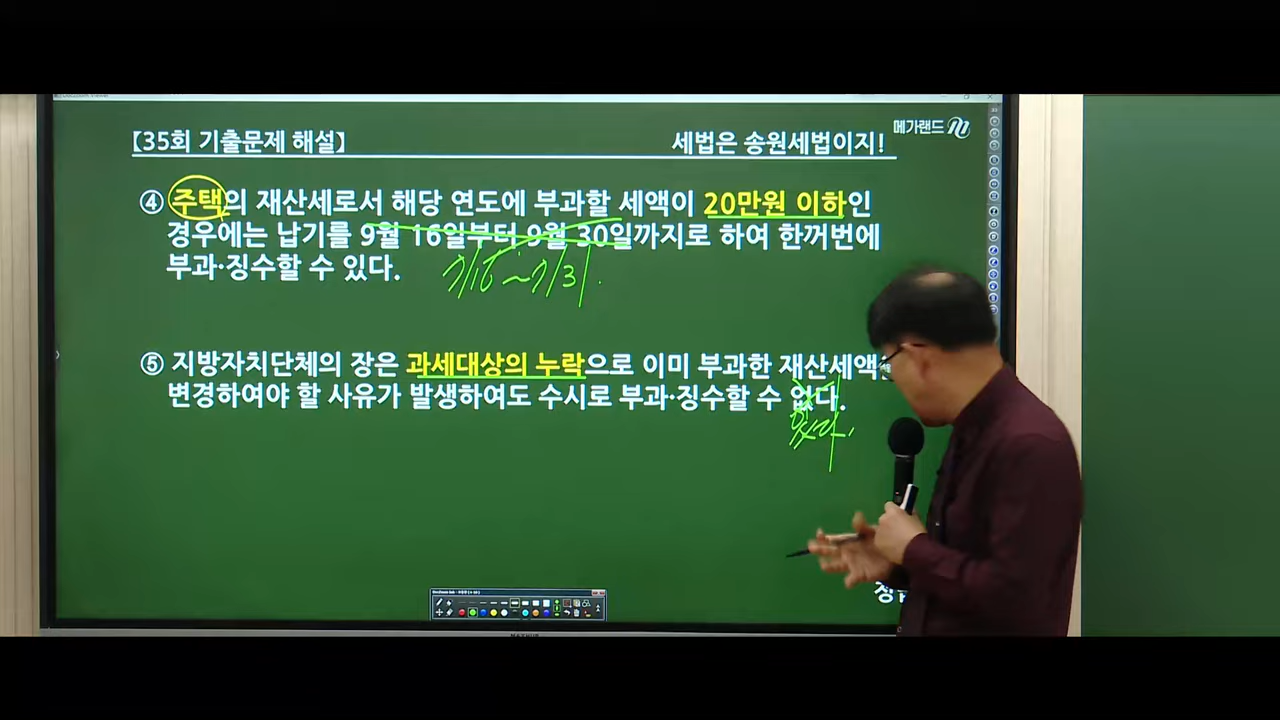 【35회 기출문제 해설】 세법은 송원세법이지! 메가랜드
④ 주택의 재산세로서 해당 연도에 부과할 세액이 20만원 이하인
경우에는 납기를 9월 16일부터 9월 30일까지로 하여 한꺼번에
부과·징수할 수 있다.
7/16 ~ 7/31.
⑤ 지방자치단체의 장은 과세대상의 누락으로 이미 부과한 재산세액을
변경하여야 할 사유가 발생하여도 수시로 부과·징수할 수 없다.
있다.